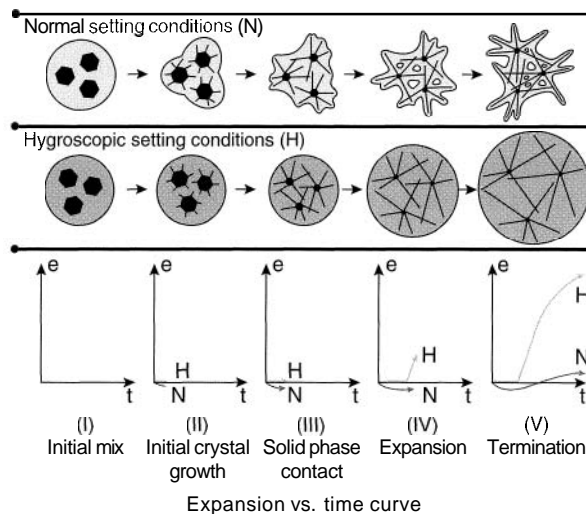 Normal setting conditions (N)
Hygroscopic setting conditions (H)
e e e e e
H
H
H H N
N N N
t t t t t
(I) (II) (III) (IV) (V)
Initial mix Initial crystal Solid phase Expansion Termination
growth contact
Expansion vs. time curve